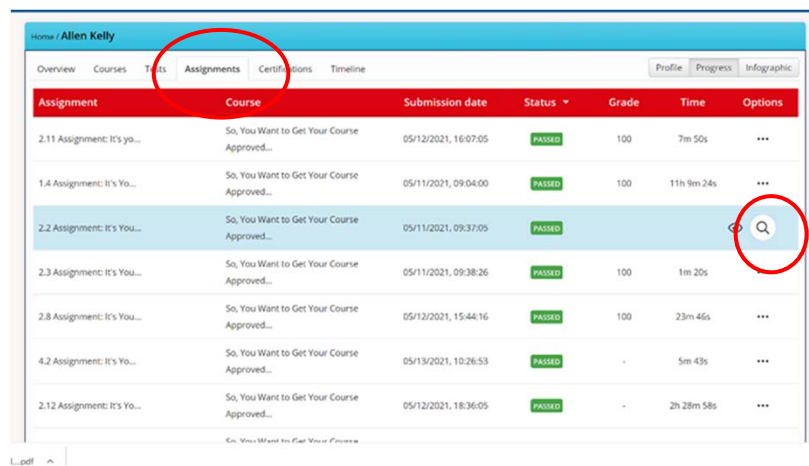 Home / Allen Kelly
Overview Courses Tests Assignments Certifications Timeline Profile Progress Infographic
Assignment Course Submission date Status Grade Time Options
2.11 Assignment: It's yo... So, You Want to Get Your Course Approved... 05/12/2021, 16:07:05 PASSED 100 7m 50s ...
1.4 Assignment: It's Yo... So, You Want to Get Your Course Approved... 05/11/2021, 09:04:00 PASSED 100 11h 9m 24s ...
2.2 Assignment: It's You... So, You Want to Get Your Course Approved... 05/11/2021, 09:37:05 PASSED
2.3 Assignment: It's You... So, You Want to Get Your Course Approved... 05/11/2021, 09:38:26 PASSED 100 1m 20s ...
2.8 Assignment: It's You... So, You Want to Get Your Course Approved... 05/12/2021, 15:44:16 PASSED 100 23m 46s ...
4.2 Assignment: It's Yo... So, You Want to Get Your Course Approved... 05/13/2021, 10:26:53 PASSED - 5m 43s ...
2.12 Assignment: It's Yo... So, You Want to Get Your Course Approved... 05/12/2021, 18:36:05 PASSED - 2h 28m 58s ...
So, You Want to Get Your Course
l....pdf